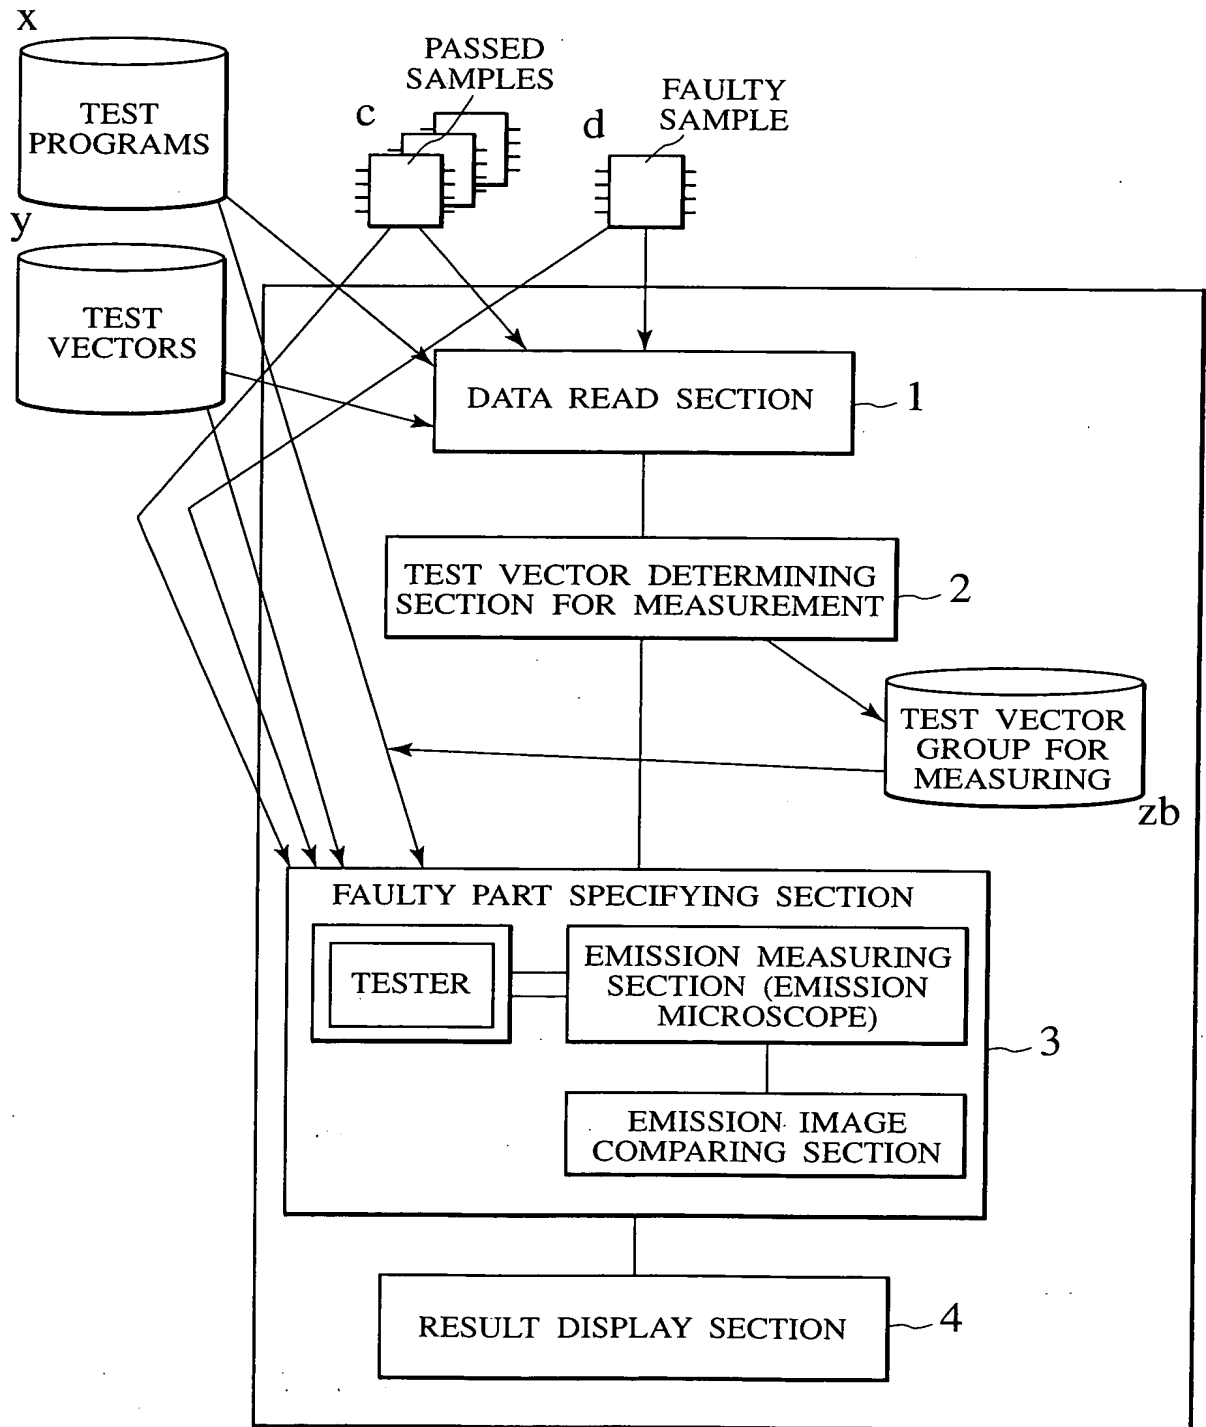 x
TEST
PROGRAMS
c
PASSED
SAMPLES
d
FAULTY
SAMPLE
y
TEST
VECTORS
DATA READ SECTION
1
TEST VECTOR DETERMINING
SECTION FOR MEASUREMENT
2
TEST VECTOR
GROUP FOR
MEASURING
zb
FAULTY PART SPECIFYING SECTION
TESTER
EMISSION MEASURING
SECTION (EMISSION
MICROSCOPE)
3
EMISSION IMAGE
COMPARING SECTION
RESULT DISPLAY SECTION
4